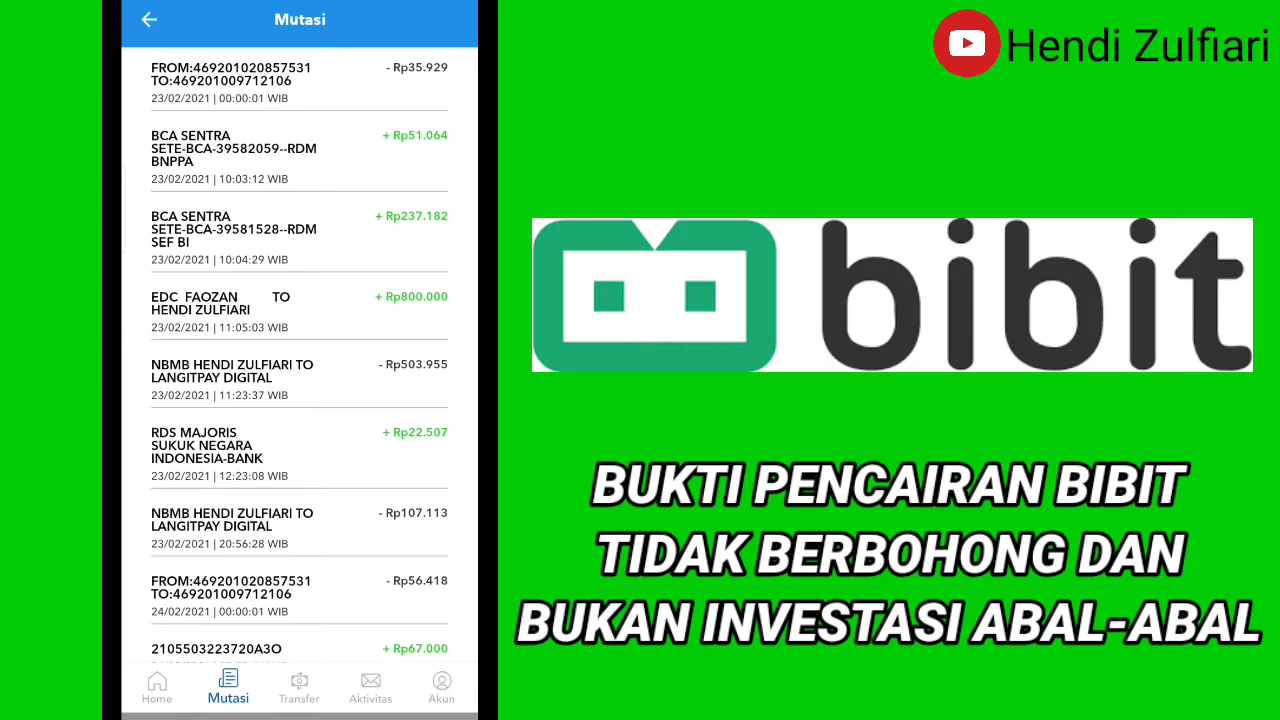 Mutasi
FROM:469201020857531 - Rp35.929
TO:469201009712106
23/02/2021 | 00:00:01 WIB
BCA SENTRA + Rp51.064
SETE-BCA-39582059--RDM
BNPPA
23/02/2021 | 10:03:12 WIB
BCA SENTRA + Rp237.182
SETE-BCA-39581528--RDM
SEF BI
23/02/2021 | 10:04:29 WIB
EDC FAOZAN TO + Rp800.000
HENDI ZULFIARI
23/02/2021 | 11:05:03 WIB
NBMB HENDI ZULFIARI TO - Rp503.955
LANGITPAY DIGITAL
23/02/2021 | 11:23:37 WIB
RDS MAJORIS + Rp22.507
SUKUK NEGARA
INDONESIA-BANK
23/02/2021 | 12:23:08 WIB
NBMB HENDI ZULFIARI TO - Rp107.113
LANGITPAY DIGITAL
23/02/2021 | 20:56:28 WIB
FROM:469201020857531 - Rp56.418
TO:469201009712106
24/02/2021 | 00:00:01 WIB
2105503223720A3O + Rp67.000
Home Mutasi Transfer Aktivitas Akun
Hendi Zulfiari
bibit
BUKTI PENCAIRAN BIBIT
TIDAK BERBOHONG DAN
BUKAN INVESTASI ABAL-ABAL